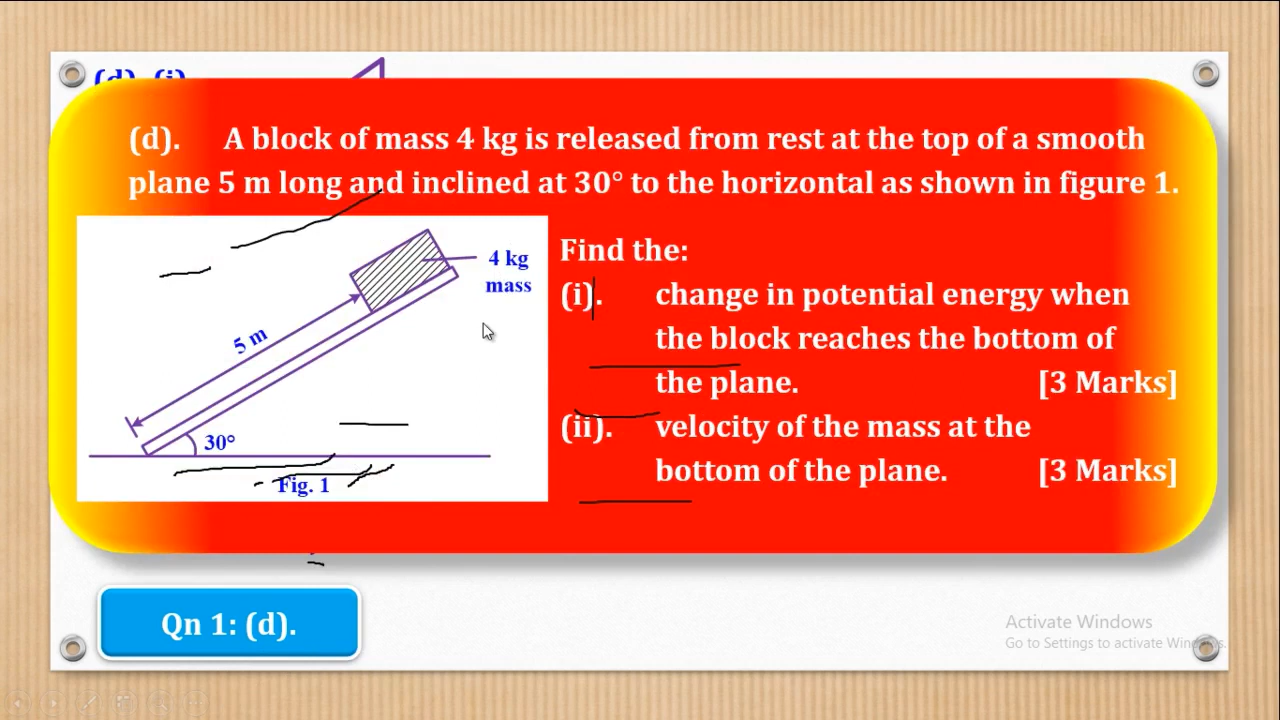 (d). (i)
(d). A block of mass 4 kg is released from rest at the top of a smooth
plane 5 m long and inclined at 30° to the horizontal as shown in figure 1.
4 kg
mass
5 m
30°
Fig. 1
Find the:
(i). change in potential energy when
the block reaches the bottom of
the plane. [3 Marks]
(ii). velocity of the mass at the
bottom of the plane. [3 Marks]
Qn 1: (d).
Activate Windows
Go to Settings to activate Windows.